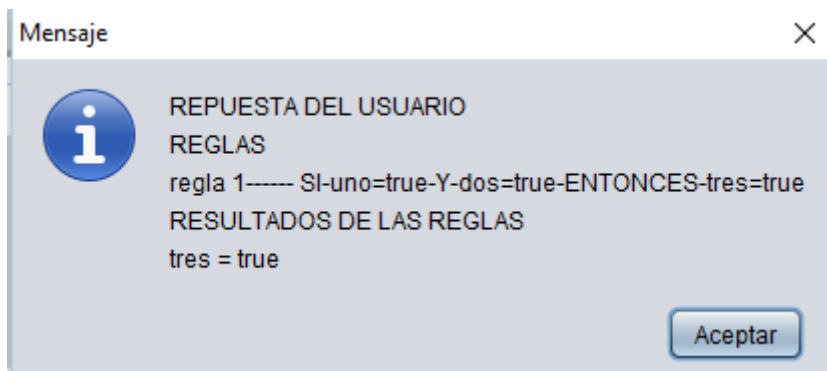 Mensaje
REPUESTA DEL USUARIO
REGLAS
regla 1------ SI-uno=true-Y-dos=true-ENTONCES-tres=true
RESULTADOS DE LAS REGLAS
tres = true
Aceptar